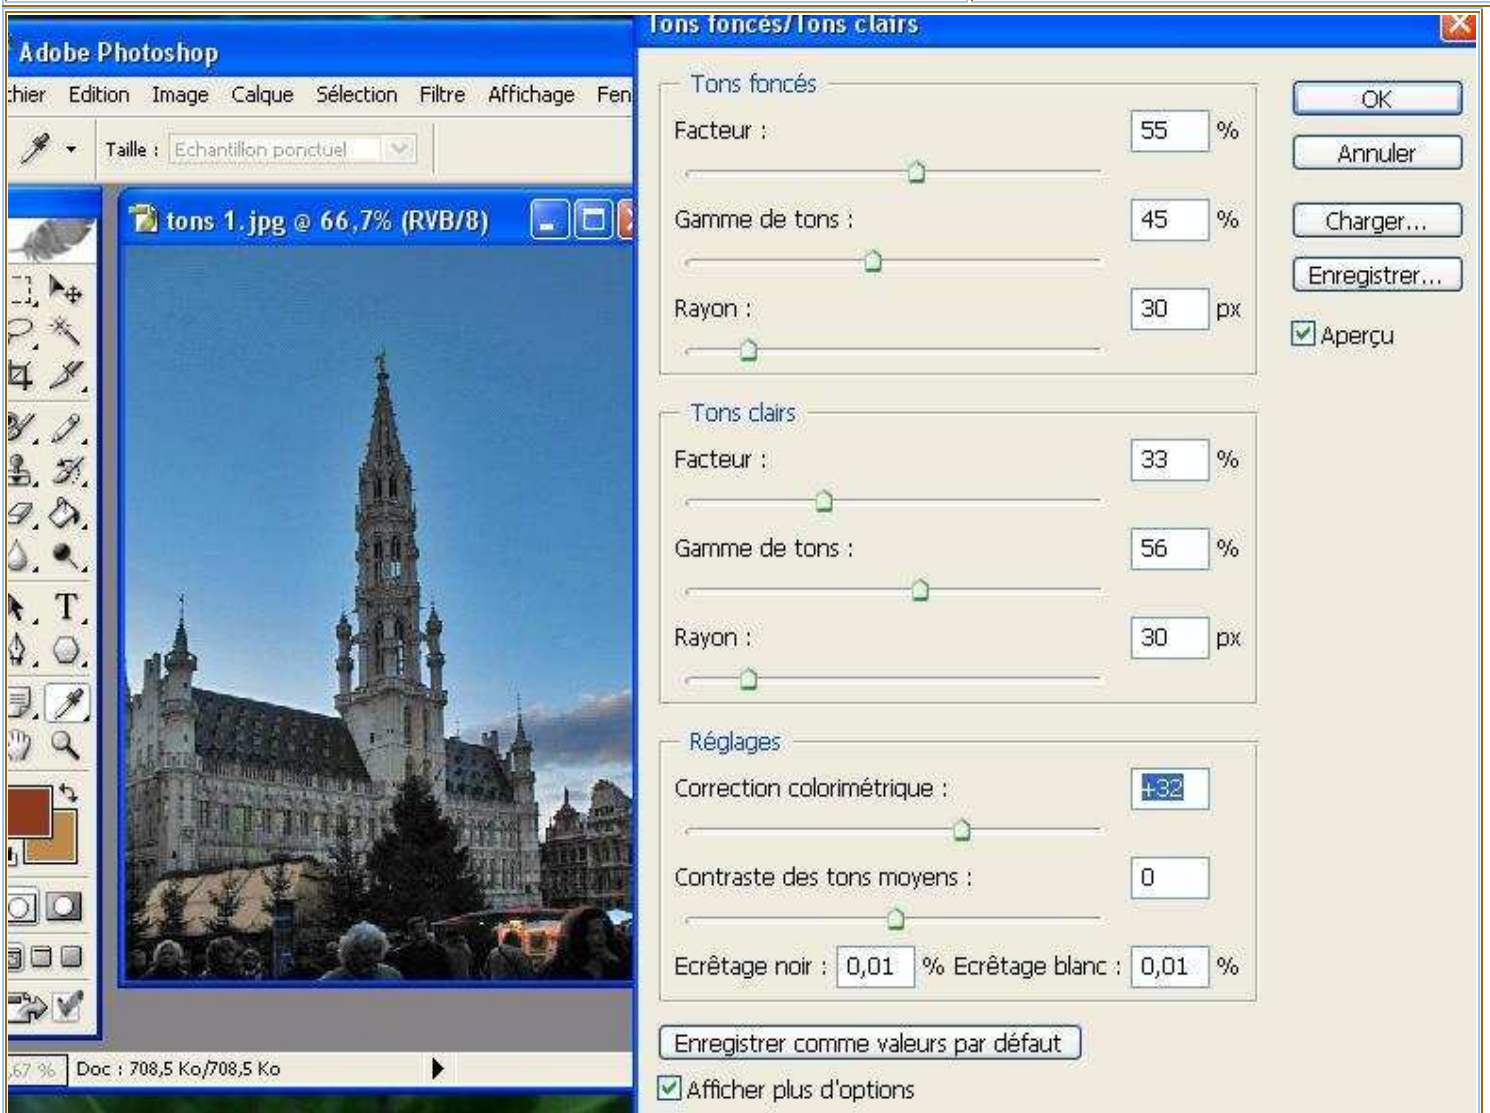 Adobe Photoshop
chier Edition Image Calque Sélection Filtre Affichage Fen
Taille : Echantillon ponctuel
tons 1.jpg @ 66,7% (RVB/8)
T
,67 % Doc : 708,5 Ko/708,5 Ko
Tons foncés/Tons clairs
Tons foncés
Facteur : 55 %
Gamme de tons : 45 %
Rayon : 30 px
Tons clairs
Facteur : 33 %
Gamme de tons : 56 %
Rayon : 30 px
Réglages
Correction colorimétrique : +32
Contraste des tons moyens : 0
Ecrêtage noir : 0,01 % Ecrêtage blanc : 0,01 %
Enregistrer comme valeurs par défaut
Afficher plus d'options
OK
Annuler
Charger...
Enregistrer...
Aperçu